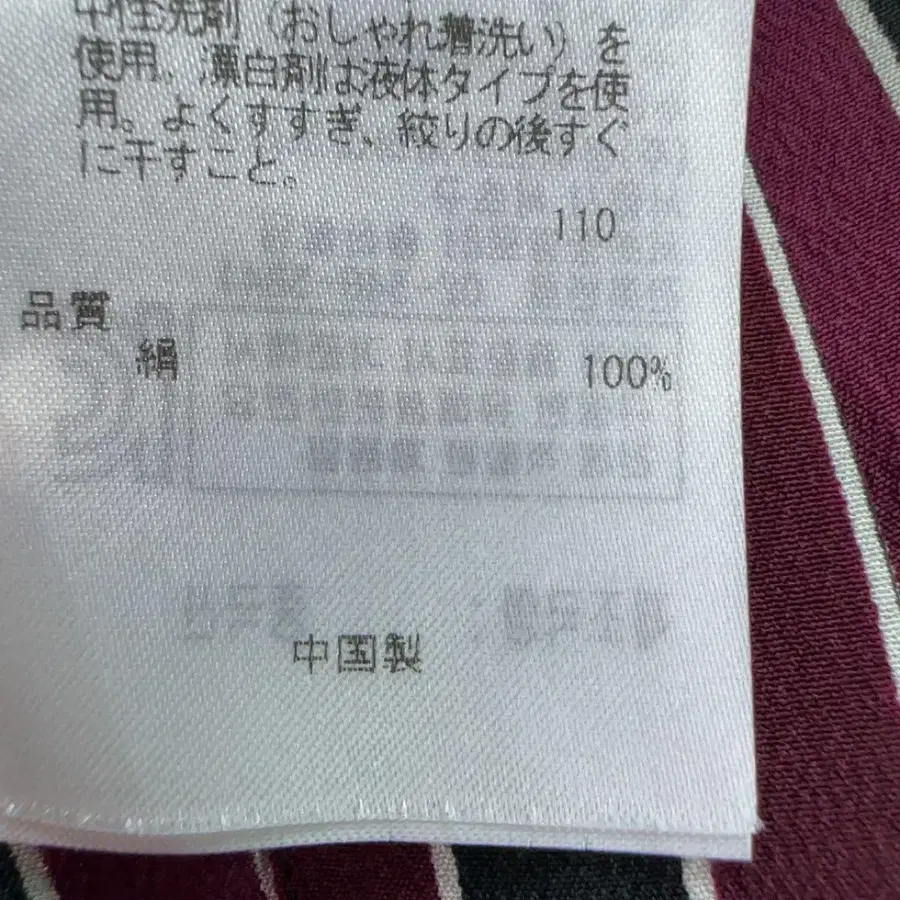 中性洗剤（おしゃれ着洗い）を
使用、漂白剤は液体タイプを使
用。よくすすぎ、絞りの後すぐ
に干すこと。
110
品質
絹 100%
中国製